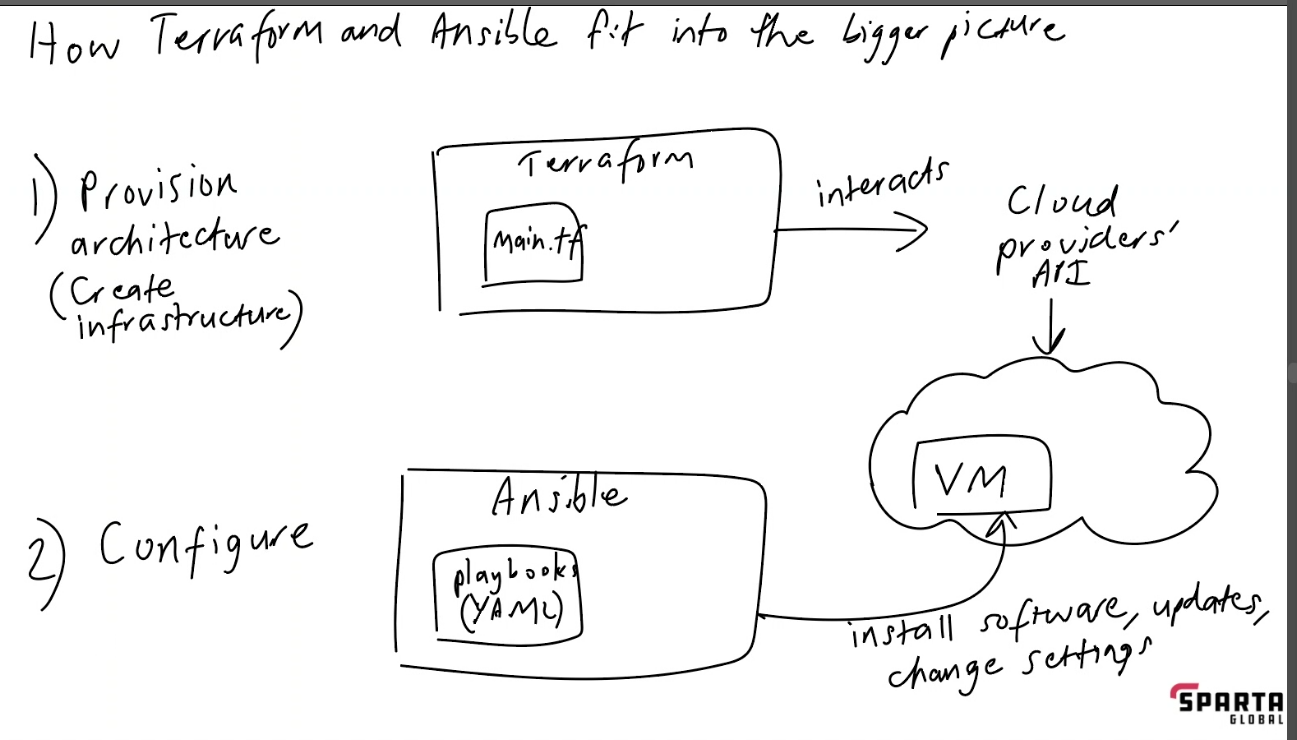 How Terraform and Ansible fit into the bigger picture
1) Provision
architecture
(Create
infrastructure)
Terraform
main.tf
interacts
Cloud
providers'
API
VM
2) Configure
Ansible
playbooks
(YAML)
install software, updates,
change settings
SPARTA
GLOBAL